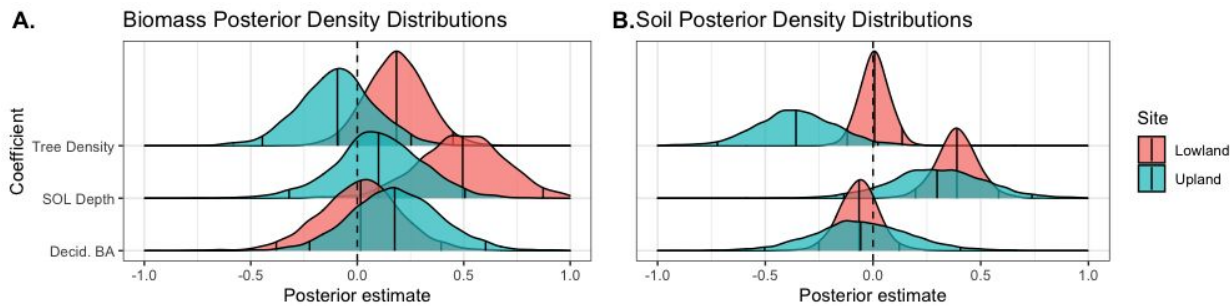 A. Biomass Posterior Density Distributions
B. Soil Posterior Density Distributions
Coefficient
Tree Density
SOL Depth
Decid. BA
-1.0 -0.5 0.0 0.5 1.0
Posterior estimate
-1.0 -0.5 0.0 0.5 1.0
Posterior estimate
Site
Lowland
Upland